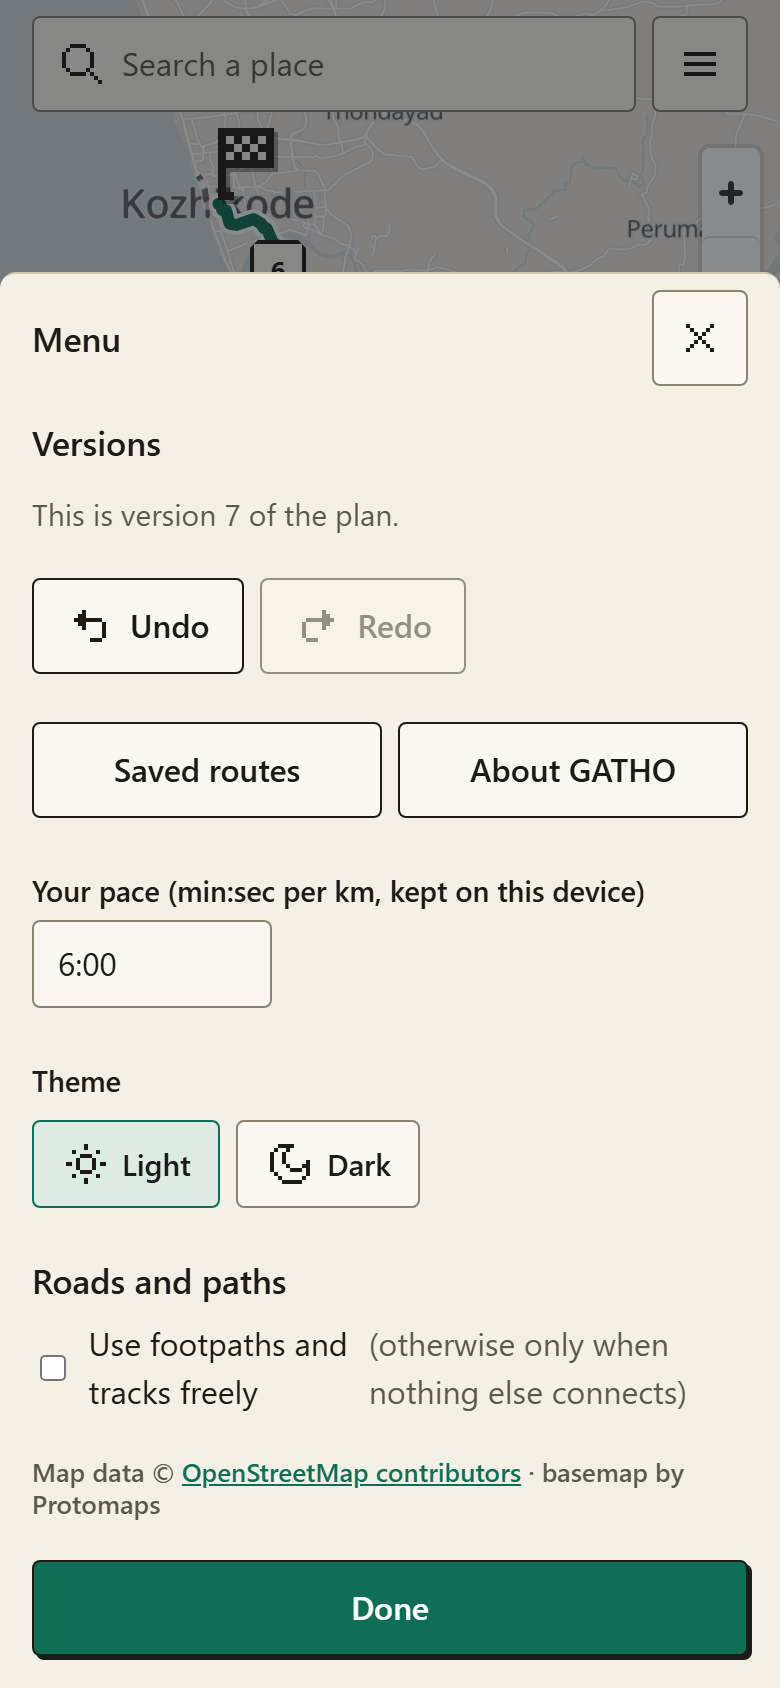 Search a place
Thondayad
Kozhikode
6
Menu
Versions
This is version 7 of the plan.
Undo
Redo
Saved routes
About GATHO
Your pace (min:sec per km, kept on this device)
6:00
Theme
Light
Dark
Roads and paths
Use footpaths and
tracks freely
(otherwise only when
nothing else connects)
Map data © OpenStreetMap contributors · basemap by
Protomaps
Done